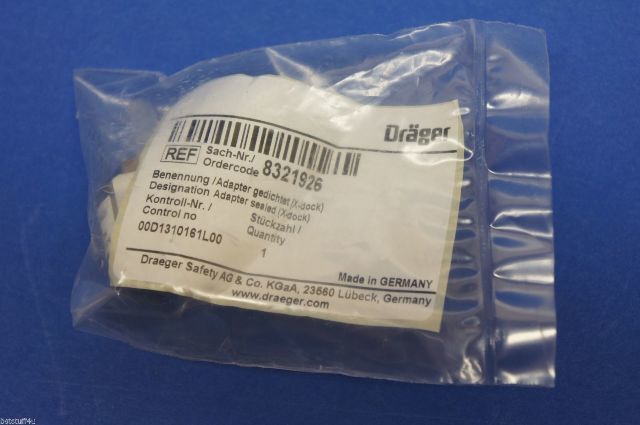 Dräger
REF
Sach-Nr./
Ordercode 8321926
Benennung / Adapter gedichtet (X-dock)
Designation Adapter sealed (X-dock)
Kontroll-Nr. / Stückzahl /
Control no Quantity
00D1310161L00 1
Made in GERMANY
Draeger Safety AG & Co. KGaA, 23560 Lübeck, Germany
www.draeger.com
batstuff4u